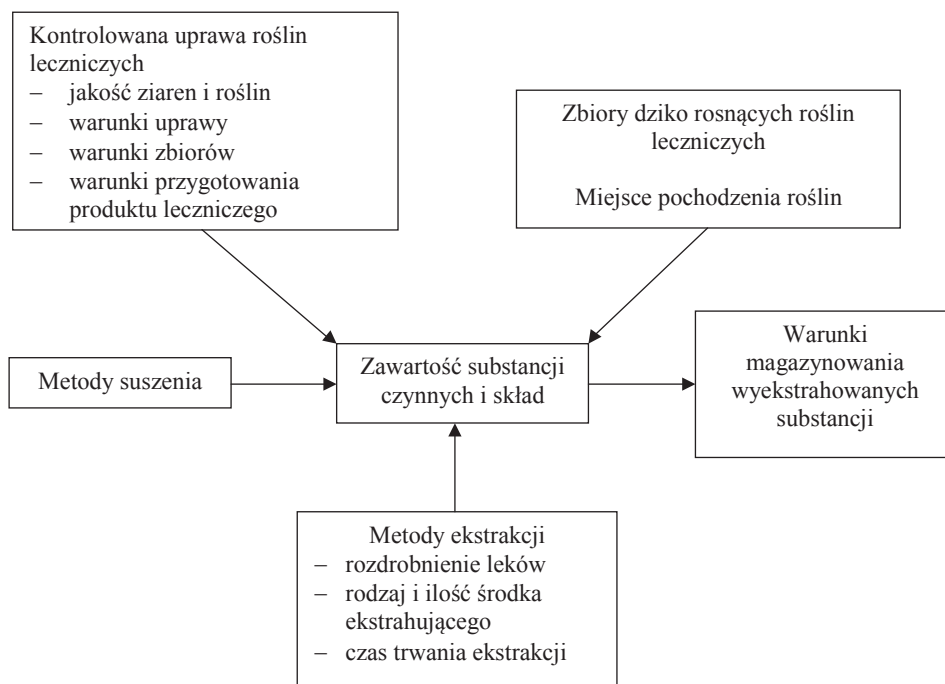 Kontrolowana uprawa roślin
leczniczych
– jakość ziaren i roślin
– warunki uprawy
– warunki zbiorów
– warunki przygotowania
produktu leczniczego
Zbiory dziko rosnących roślin
leczniczych
Miejsce pochodzenia roślin
Metody suszenia
Zawartość substancji
czynnych i skład
Warunki
magazynowania
wyekstrahowanych
substancji
Metody ekstrakcji
– rozdrobnienie leków
– rodzaj i ilość środka
ekstrahującego
– czas trwania ekstrakcji